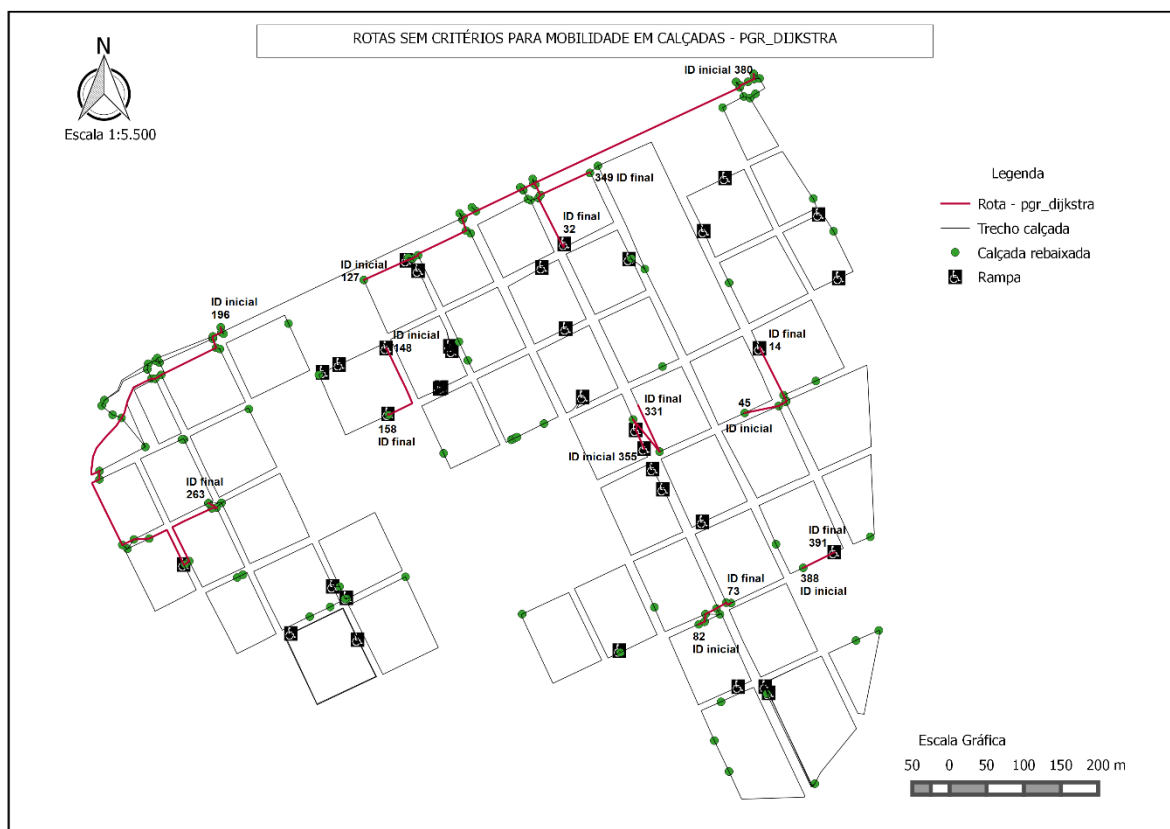 ROTAS SEM CRITÉRIOS PARA MOBILIDADE EM CALÇADAS - PGR_DIJKSTRA
N
Escala 1:5.500
ID inicial 380
349 ID final
ID final
32
ID inicial
127
ID inicial
196
ID inicial
148
158
ID final
ID final
14
45
ID inicial
ID final
331
ID inicial 355
ID final
263
ID final
391
388
ID inicial
ID final
73
82
ID inicial
Legenda
Rota - pgr_dijkstra
Trecho calçada
Calçada rebaixada
Rampa
Escala Gráfica
50 0 50 100 150 200 m